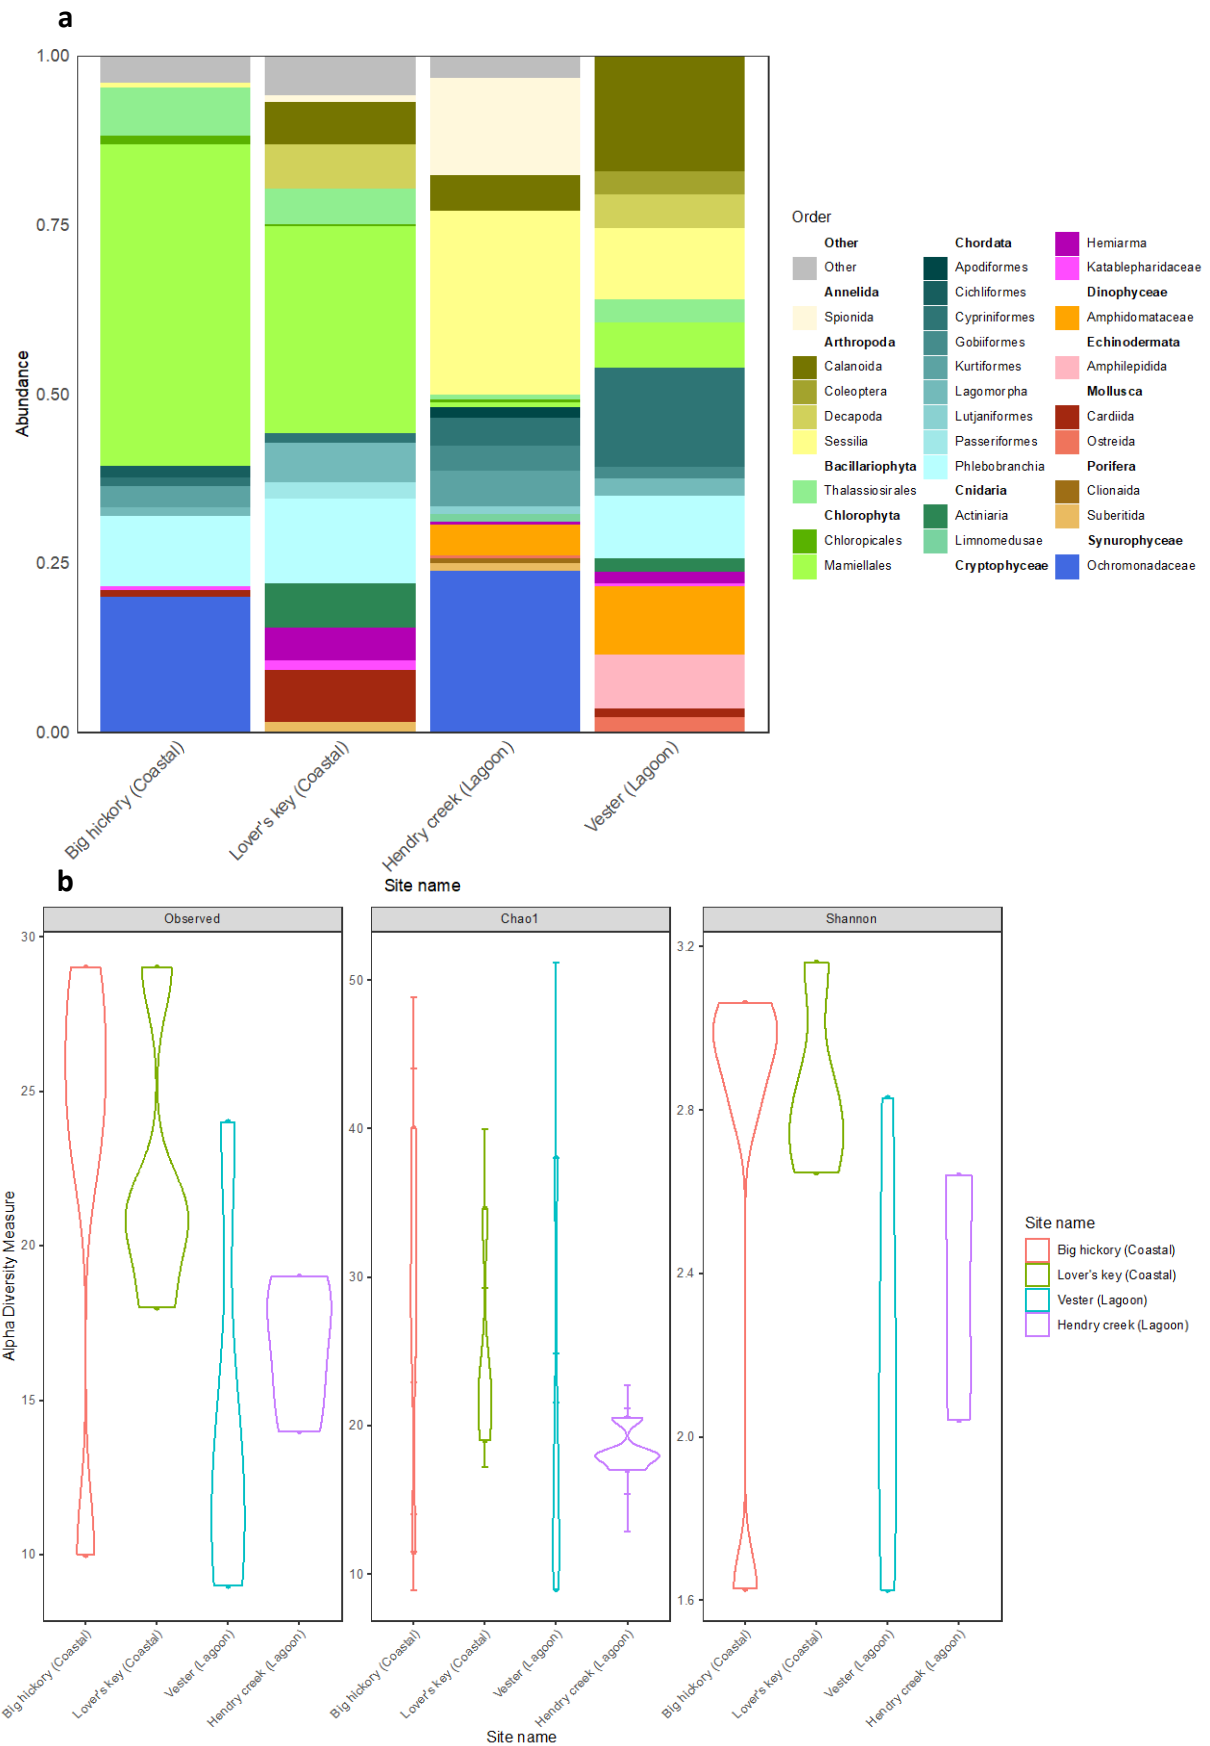 a
1.00
0.75
0.50
0.25
0.00
Abundance
Big hickory (Coastal)
Lover's key (Coastal)
Hendry creek (Lagoon)
Vester (Lagoon)
Site name
Order
Other
Other
Annelida
Spionida
Arthropoda
Calanoida
Coleoptera
Decapoda
Sessilia
Bacillariophyta
Thalassiosirales
Chlorophyta
Chloropicales
Mamiellales
Chordata
Apodiformes
Cichliformes
Cypriniformes
Gobiiformes
Kurtiformes
Lagomorpha
Lutjaniformes
Passeriformes
Phlebobranchia
Cnidaria
Actiniaria
Limnomedusae
Cryptophyceae
Hemiarma
Katablepharidaceae
Dinophyceae
Amphidomataceae
Echinodermata
Amphilepidida
Mollusca
Cardiida
Ostreida
Porifera
Clionaida
Suberitida
Synurophyceae
Ochromonadaceae
b
Observed
Chao1
Shannon
Alpha Diversity Measure
30
25
20
15
10
50
40
30
20
10
3.2
2.8
2.4
2.0
1.6
Big hickory (Coastal)
Lover's key (Coastal)
Vester (Lagoon)
Hendry creek (Lagoon)
Big hickory (Coastal)
Lover's key (Coastal)
Vester (Lagoon)
Hendry creek (Lagoon)
Big hickory (Coastal)
Lover's key (Coastal)
Vester (Lagoon)
Hendry creek (Lagoon)
Site name
Site name
Big hickory (Coastal)
Lover's key (Coastal)
Vester (Lagoon)
Hendry creek (Lagoon)